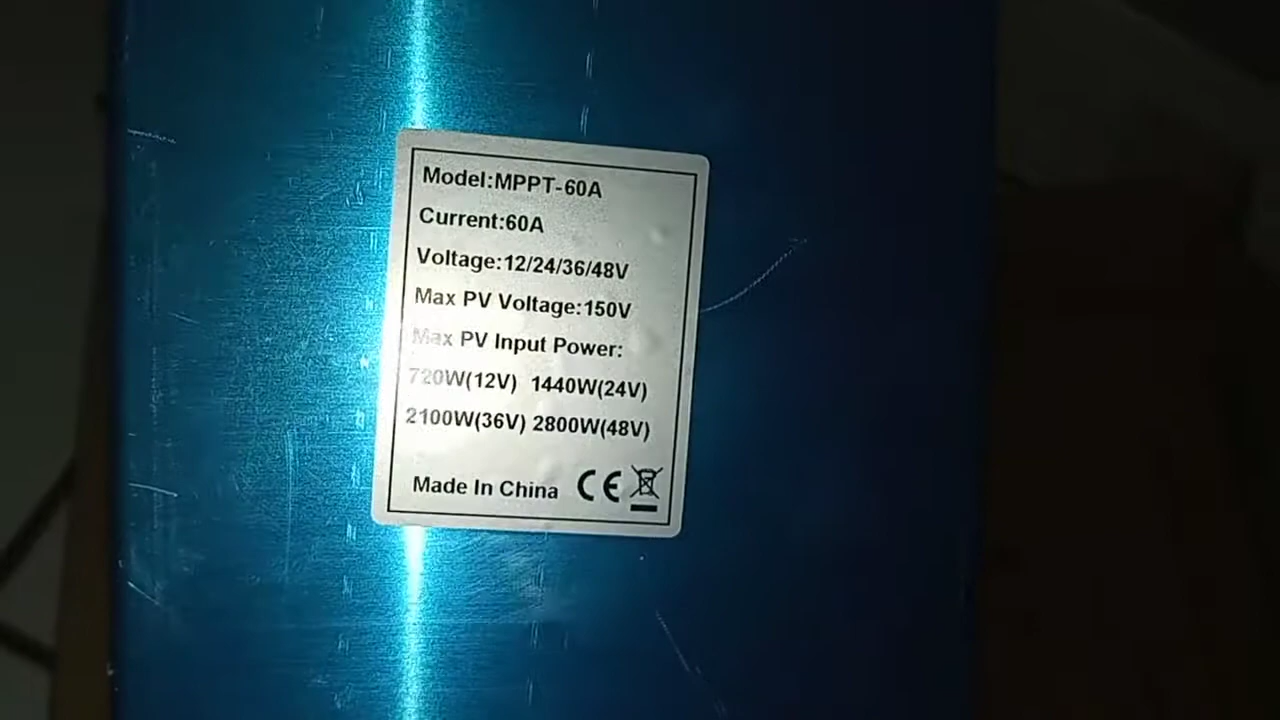 Model:MPPT-60A
Current:60A
Voltage:12/24/36/48V
Max PV Voltage:150V
Max PV Input Power:
720W(12V) 1440W(24V)
2100W(36V) 2800W(48V)
Made In China CE